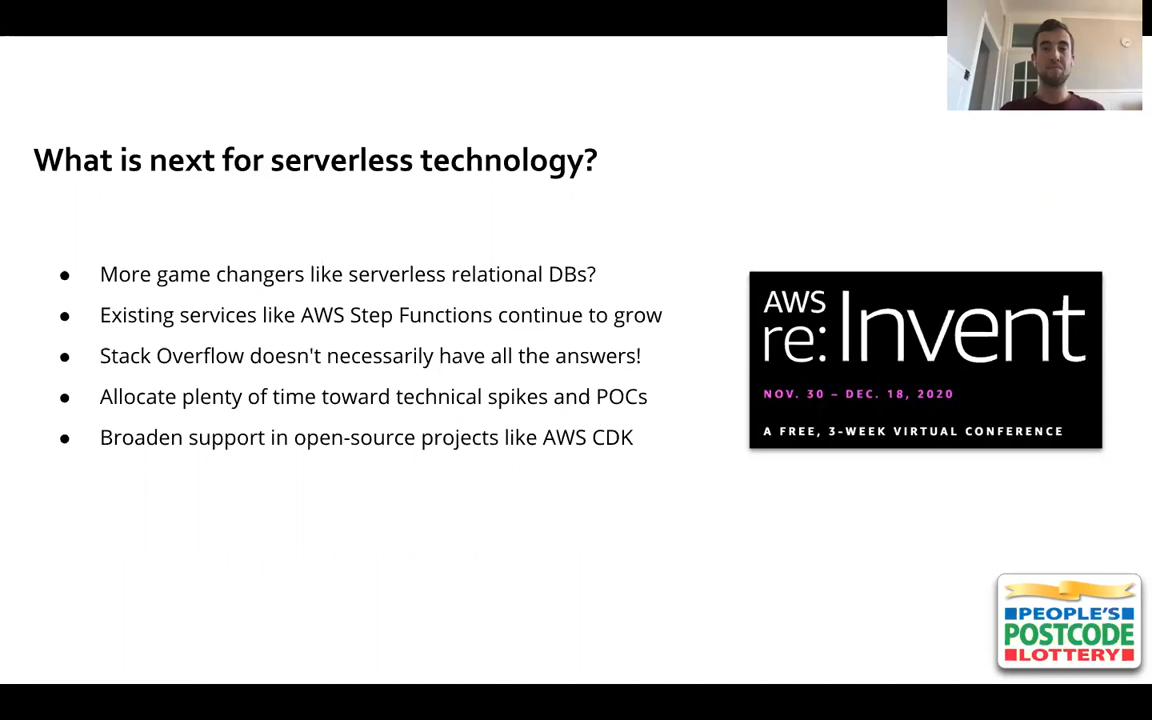 What is next for serverless technology?
● More game changers like serverless relational DBs?
● Existing services like AWS Step Functions continue to grow
● Stack Overflow doesn't necessarily have all the answers!
● Allocate plenty of time toward technical spikes and POCs
● Broaden support in open-source projects like AWS CDK
AWS
re:Invent
NOV. 30 – DEC. 18, 2020
A FREE, 3-WEEK VIRTUAL CONFERENCE
PEOPLE'S
POSTCODE
LOTTERY